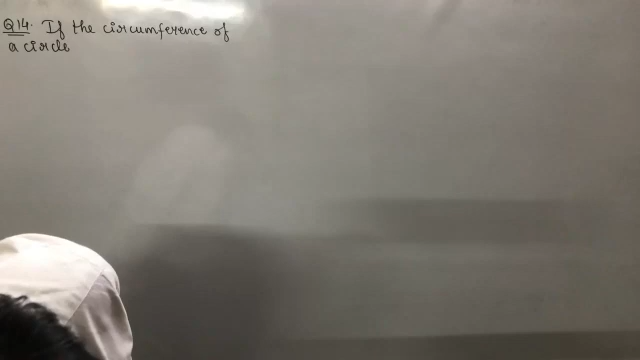 Q14. If the circumference of
a circle